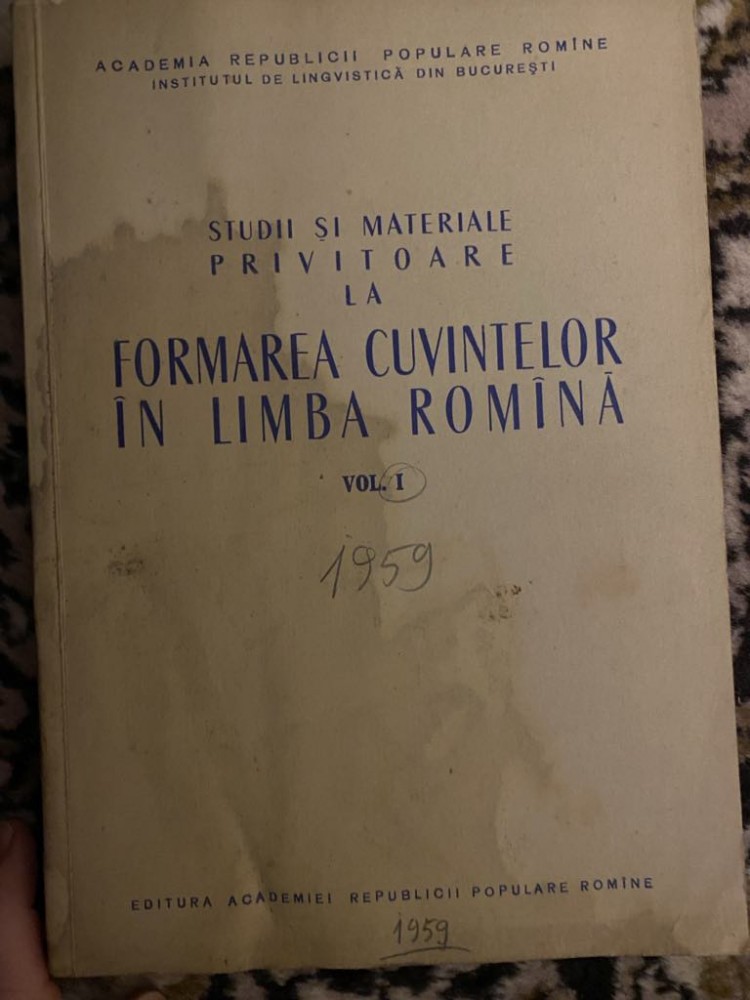 ACADEMIA REPUBLICII POPULARE ROMÎNE
INSTITUTUL DE LINGVISTICĂ DIN BUCUREȘTI
STUDII ȘI MATERIALE
PRIVITOARE
LA
FORMAREA CUVINTELOR
ÎN LIMBA ROMÎNĂ
VOL. I
1959
EDITURA ACADEMIEI REPUBLICII POPULARE ROMÎNE
1959